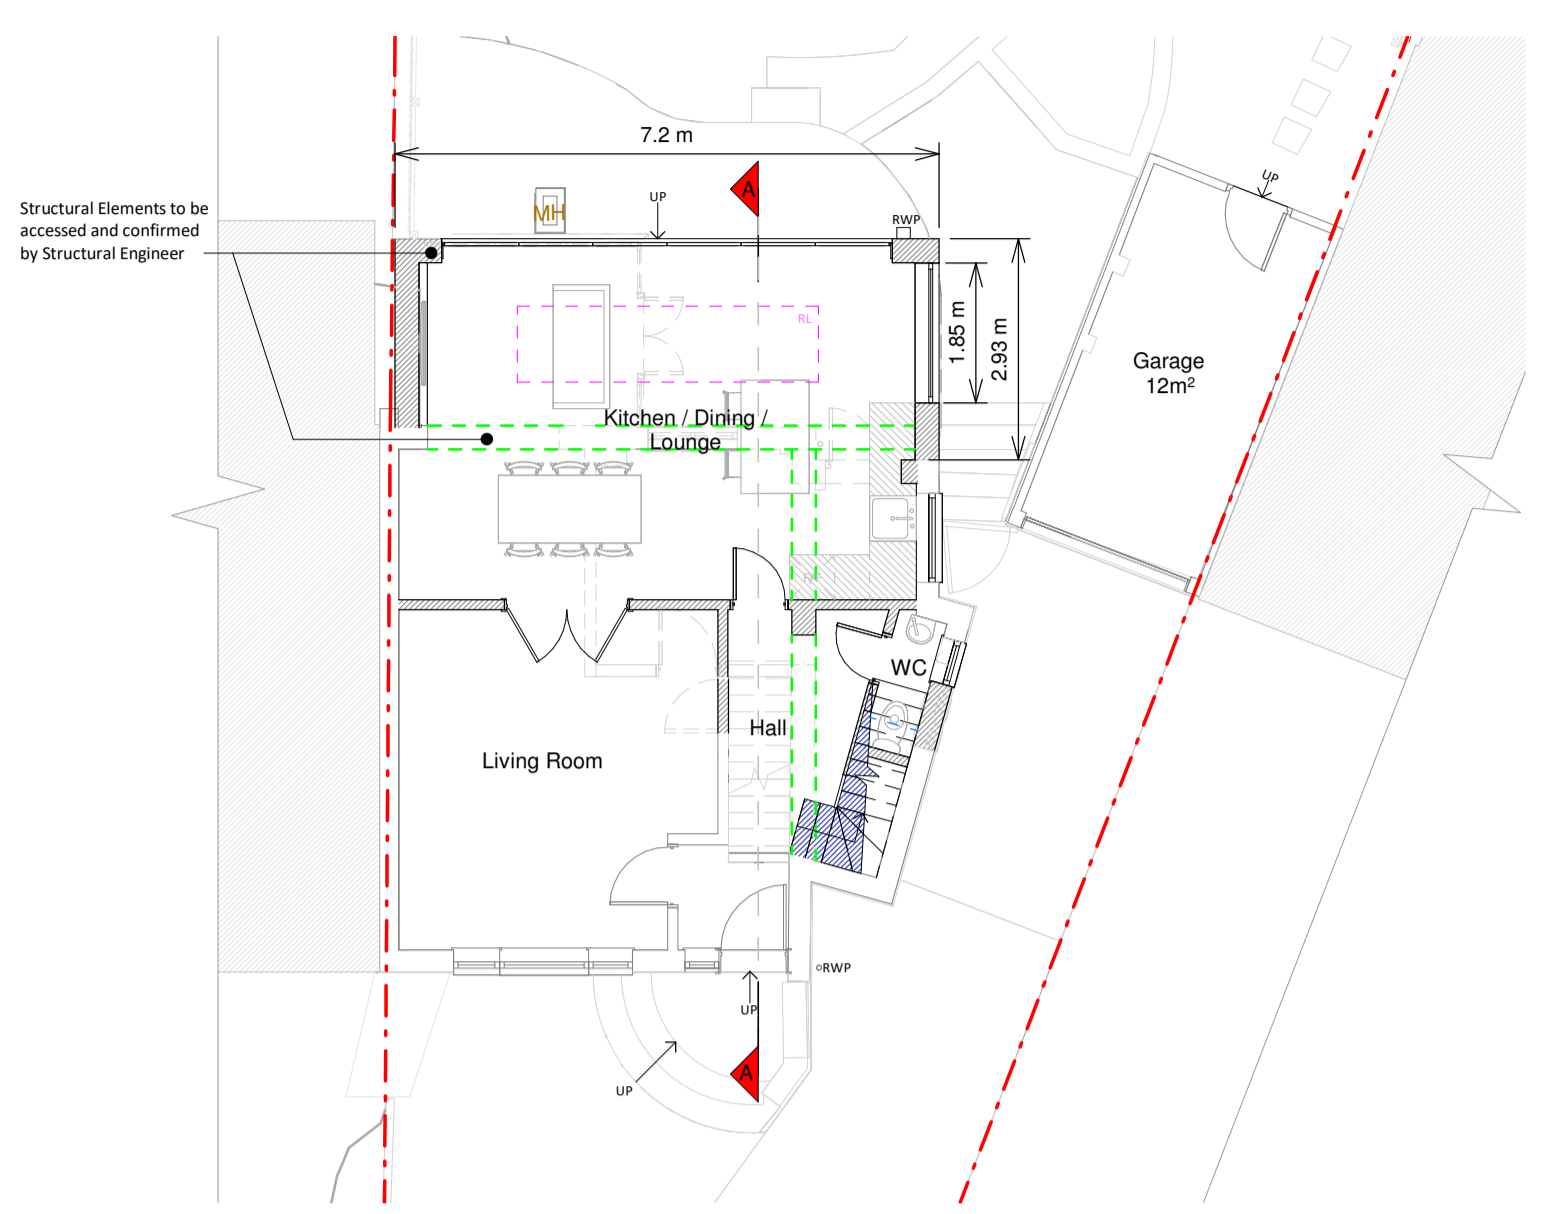 7.2 m
A
UP
MH
RWP
UP
Structural Elements to be
accessed and confirmed
by Structural Engineer
RL
1.85 m
2.93 m
Garage
12m²
Kitchen / Dining /
Lounge
WC
Hall
Living Room
RWP
UP
A
UP